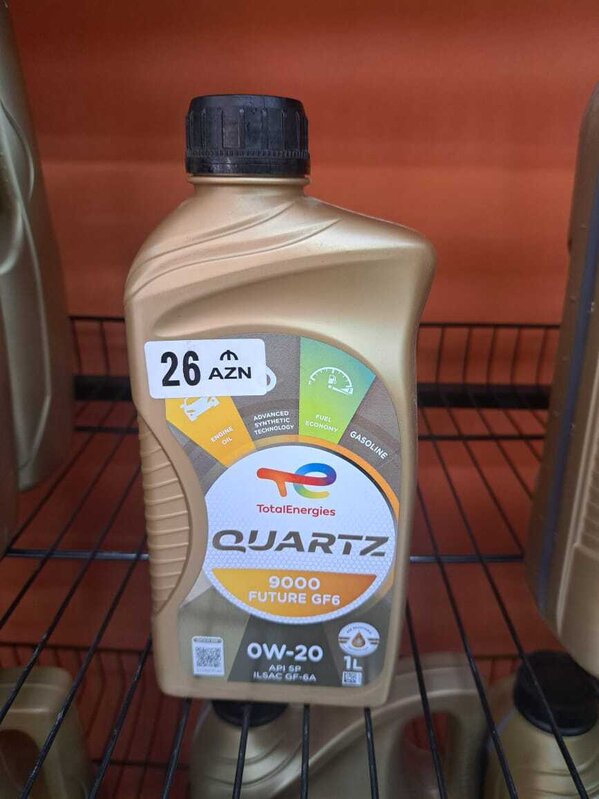 26 ₼
AZN
ENGINE
OIL
ADVANCED
SYNTHETIC
TECHNOLOGY
FUEL
ECONOMY
GASOLINE
TotalEnergies
QUARTZ
9000
FUTURE GF6
0W-20
API SP
ILSAC GF-6A
1L